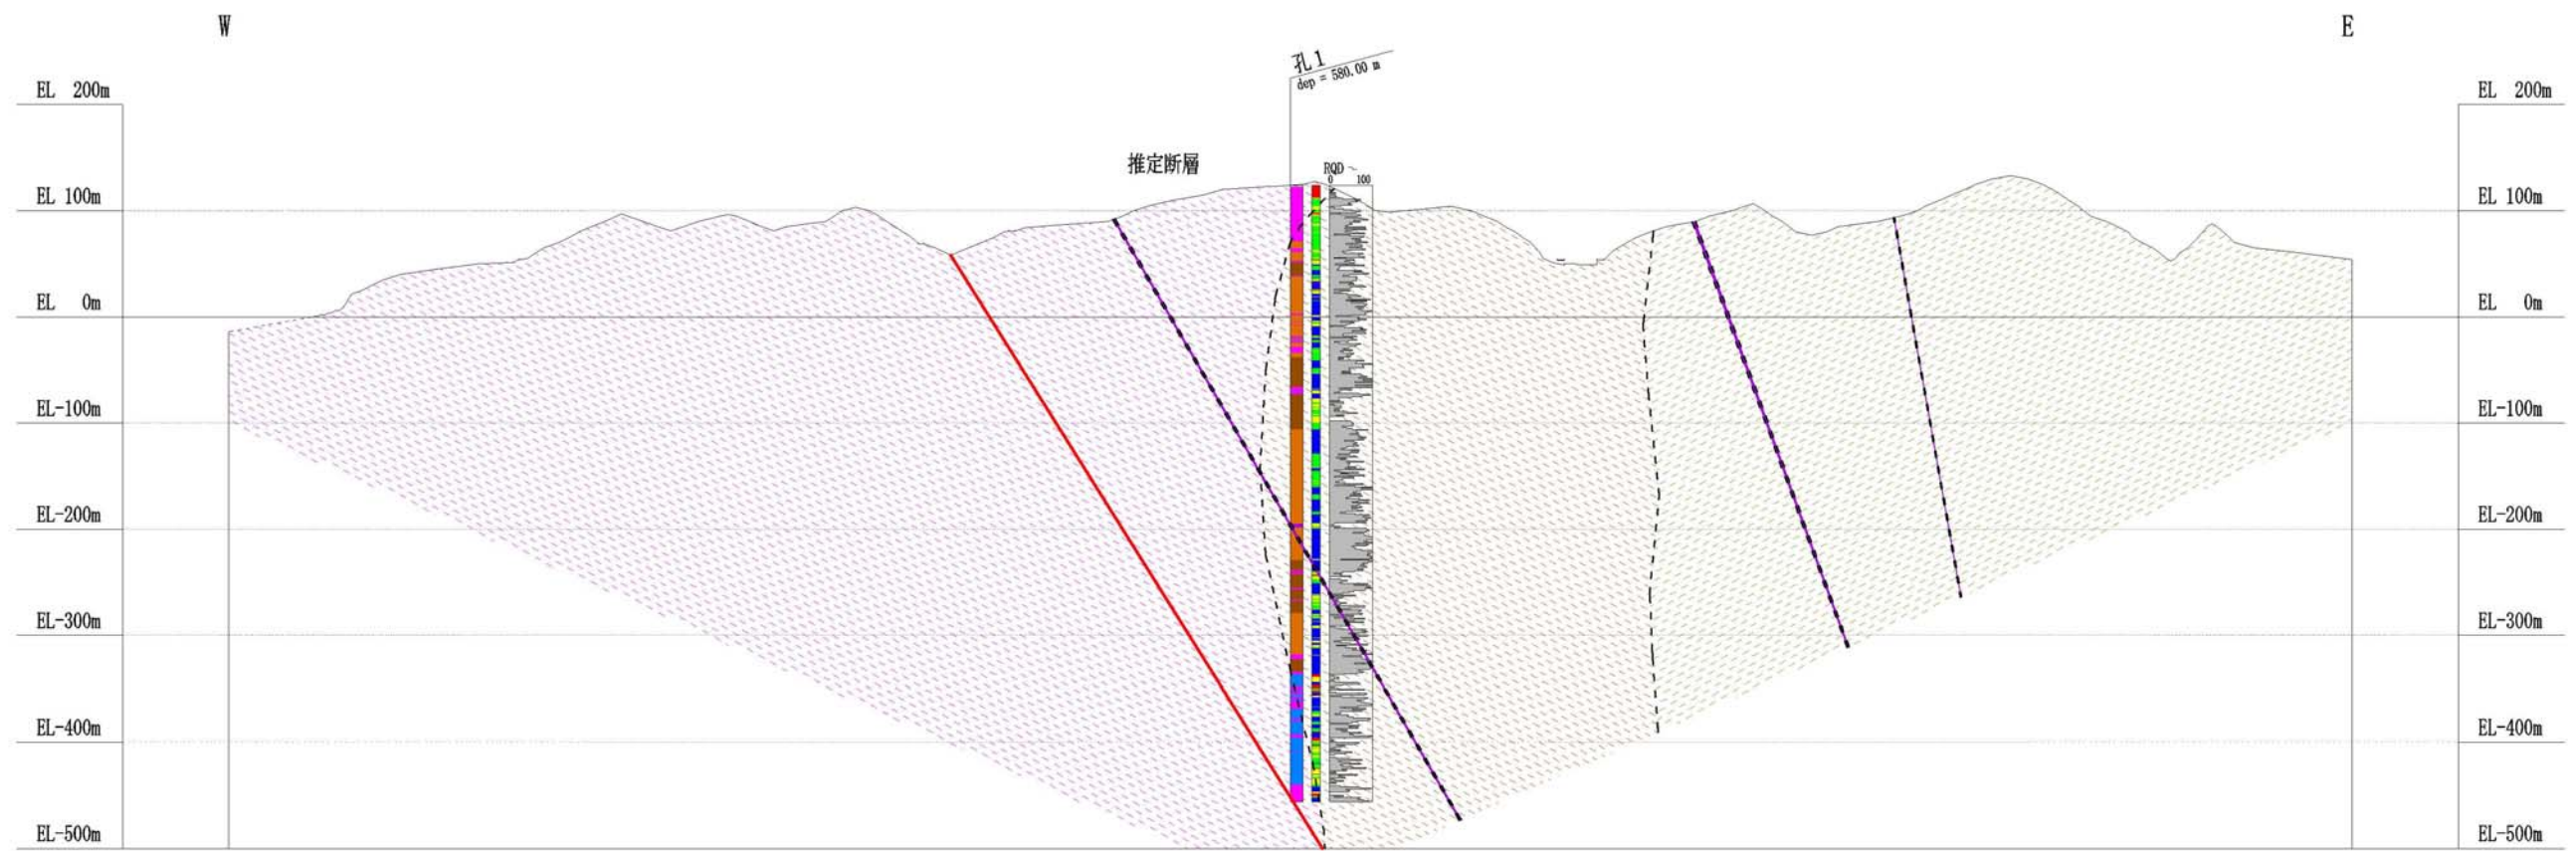 W
E
孔1
dep = 580.00 m
EL 200m
EL 200m
推定断層
RQD
0 100
EL 100m
EL 100m
EL 0m
EL 0m
EL-100m
EL-100m
EL-200m
EL-200m
EL-300m
EL-300m
EL-400m
EL-400m
EL-500m
EL-500m